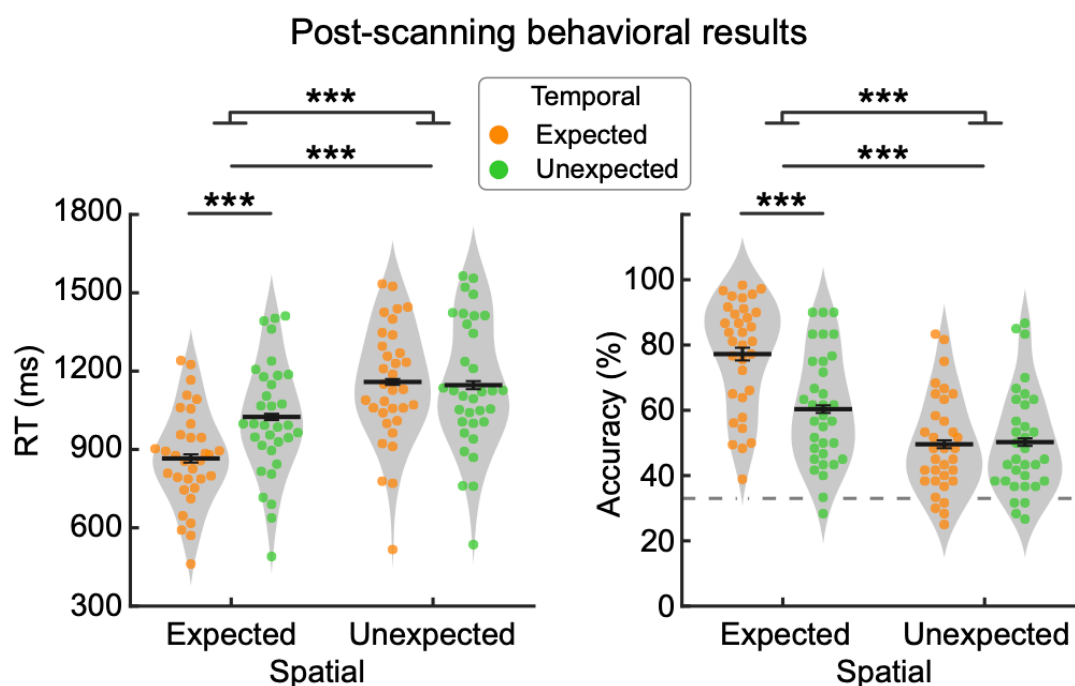 Post-scanning behavioral results
***
***
***
Temporal
Expected
Unexpected
***
***
***
RT (ms)
1800
1500
1200
900
600
300
Expected
Unexpected
Spatial
Accuracy (%)
100
80
60
40
20
0
Expected
Unexpected
Spatial